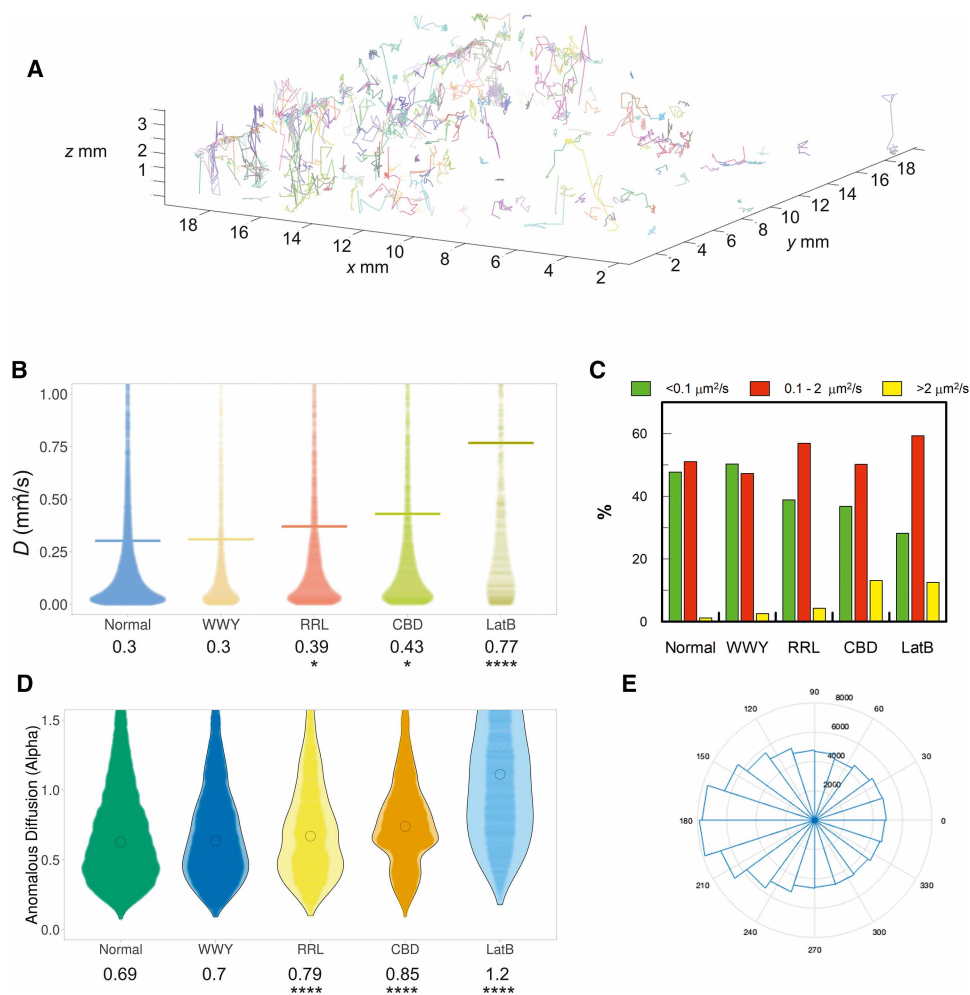 A
z mm
3
2
1
18
16
14
12
10
8
6
4
2
x mm
2
4
6
8
10
12
14
16
18
y mm
B
D (mm²/s)
1.00
0.75
0.50
0.25
0.00
Normal WWY RRL CBD LatB
0.3 0.3 0.39 0.43 0.77
* * ****
C
<0.1 μm²/s 0.1 - 2 μm²/s >2 μm²/s
%
60
40
20
0
Normal WWY RRL CBD LatB
D
Anomalous Diffusion (Alpha)
1.5
1.0
0.5
0.0
Normal WWY RRL CBD LatB
0.69 0.7 0.79 0.85 1.2
**** **** ****
E
90
8000
120 60
6000
150 4000 30
2000
180 0
210 330
240 300
270